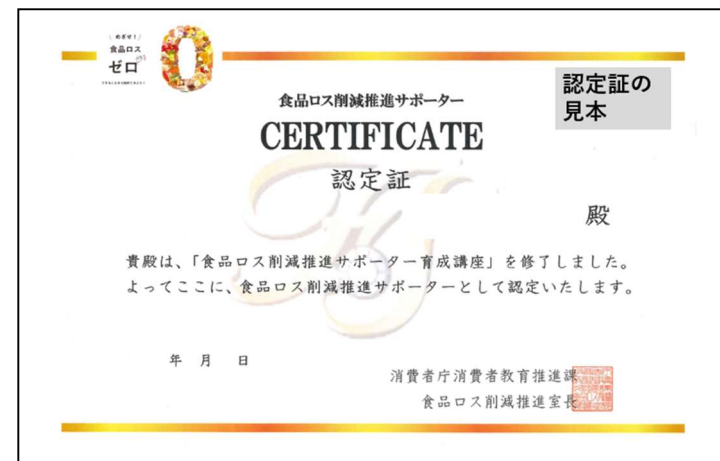 めざせ!
食品ロス
ゼロ
食品ロス削減推進サポーター
CERTIFICATE
認定証の
見本
認定証
殿
貴殿は、「食品ロス削減推進サポーター育成講座」を修了しました。
よってここに、食品ロス削減推進サポーターとして認定いたします。
年 月 日
消費者庁消費者教育推進課
食品ロス削減推進室長